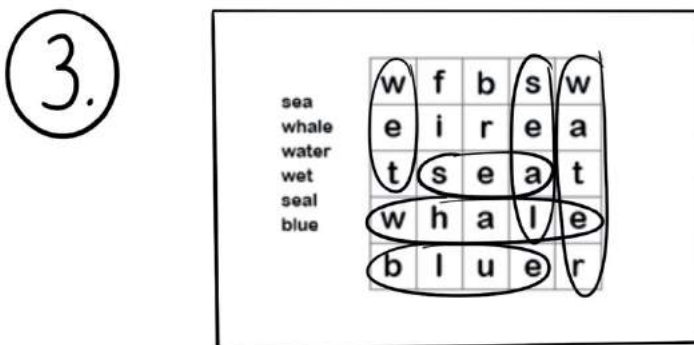 3.
sea
whale
water
wet
seal
blue
w f b s w
e i r e a
t s e a t
w h a l e
b l u e r